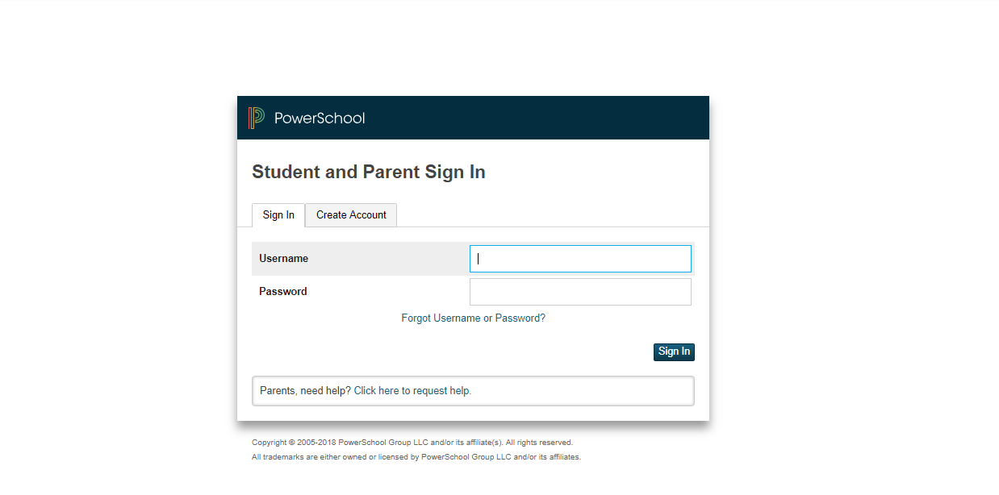 PowerSchool
Student and Parent Sign In
Sign In Create Account
Username
Password
Forgot Username or Password?
Sign In
Parents, need help? Click here to request help.
Copyright © 2005-2018 PowerSchool Group LLC and/or its affiliate(s). All rights reserved.
All trademarks are either owned or licensed by PowerSchool Group LLC and/or its affiliates.